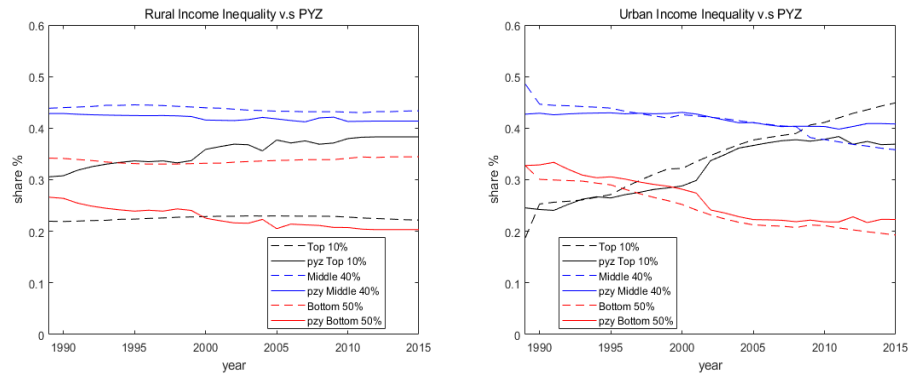 Rural Income Inequality v.s PYZ
0.6
0.5
0.4
0.3
0.2
0.1
0
share %
1990 1995 2000 2005 2010 2015
year
Top 10%
pyz Top 10%
Middle 40%
pzy Middle 40%
Bottom 50%
pzy Bottom 50%
Urban Income Inequality v.s PYZ
0.6
0.5
0.4
0.3
0.2
0.1
0
share %
1990 1995 2000 2005 2010 2015
year
Top 10%
pyz Top 10%
Middle 40%
pzy Middle 40%
Bottom 50%
pzy Bottom 50%